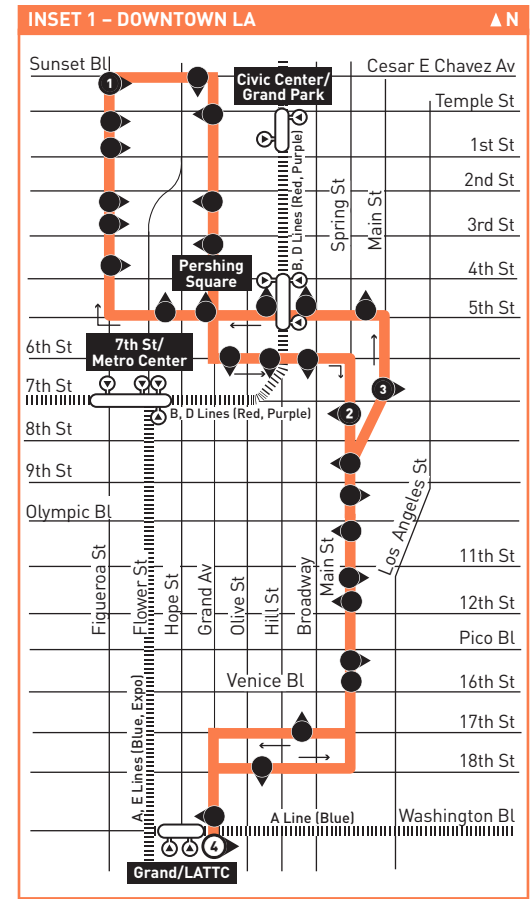 INSET 1 – DOWNTOWN LA
N
Sunset Bl
Cesar E Chavez Av
1
Civic Center/
Grand Park
Temple St
1st St
2nd St
B, D Lines (Red, Purple)
Spring St
Main St
3rd St
Pershing
Square
4th St
5th St
6th St
7th St/
Metro Center
7th St
3
B, D Lines (Red, Purple)
2
8th St
9th St
Olympic Bl
Los Angeles St
Figueroa St
Flower St
Hope St
Grand Av
Olive St
Hill St
Broadway
Main St
11th St
12th St
Pico Bl
Venice Bl
16th St
17th St
18th St
A, E Lines (Blue, Expo)
A Line (Blue)
Washington Bl
4
Grand/LATTC